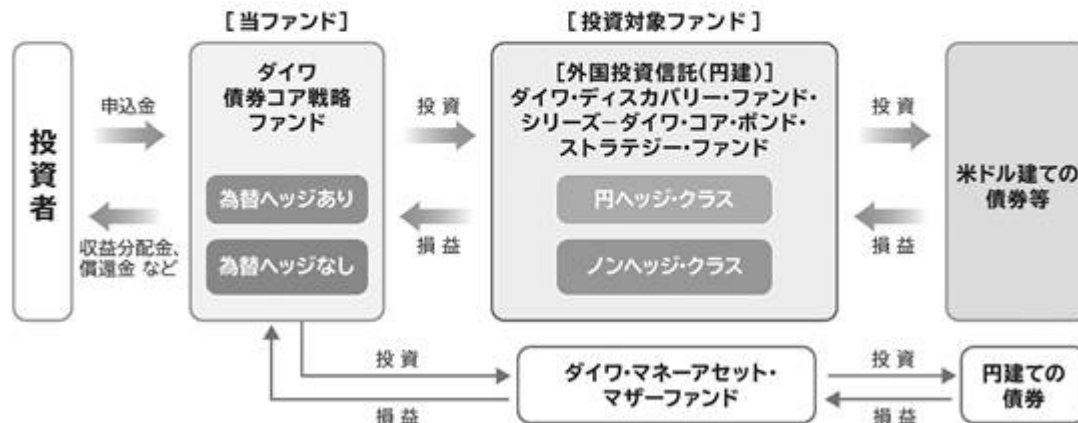 [当ファンド]
[投資対象ファンド]
投資者
申込金
収益分配金、
償還金 など
ダイワ
債券コア戦略
ファンド
為替ヘッジあり
為替ヘッジなし
投 資
損 益
[外国投資信託(円建)]
ダイワ・ディスカバリー・ファンド・
シリーズ－ダイワ・コア・ボンド・
ストラテジー・ファンド
円ヘッジ・クラス
ノンヘッジ・クラス
投 資
損 益
米ドル建ての
債券等
投 資
損 益
ダイワ・マネーアセット・
マザーファンド
投 資
損 益
円建ての
債券